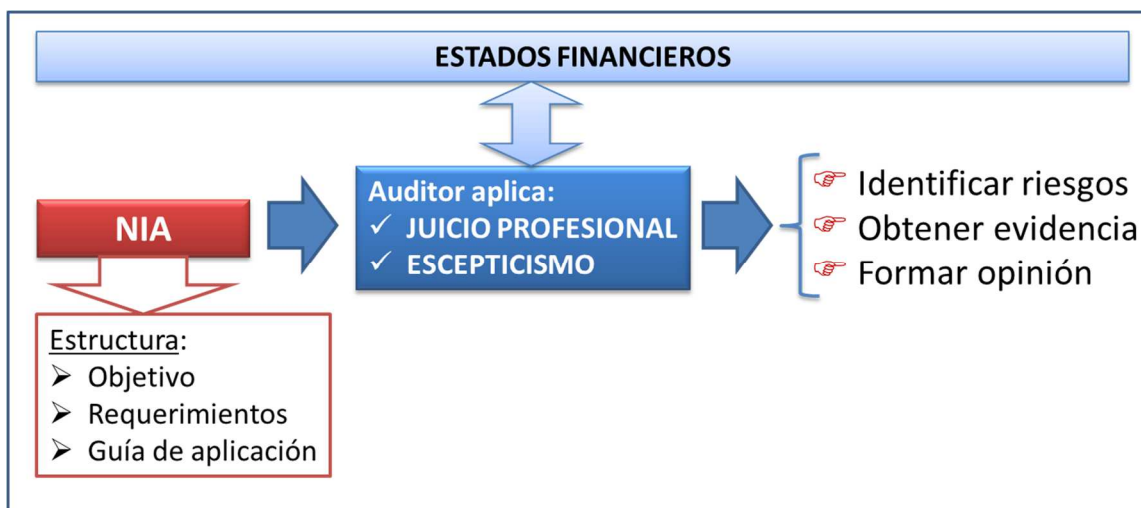 ESTADOS FINANCIEROS
NIA
Estructura:
Objetivo
Requerimientos
Guía de aplicación
Auditor aplica:
JUICIO PROFESIONAL
ESCEPTICISMO
Identificar riesgos
Obtener evidencia
Formar opinión